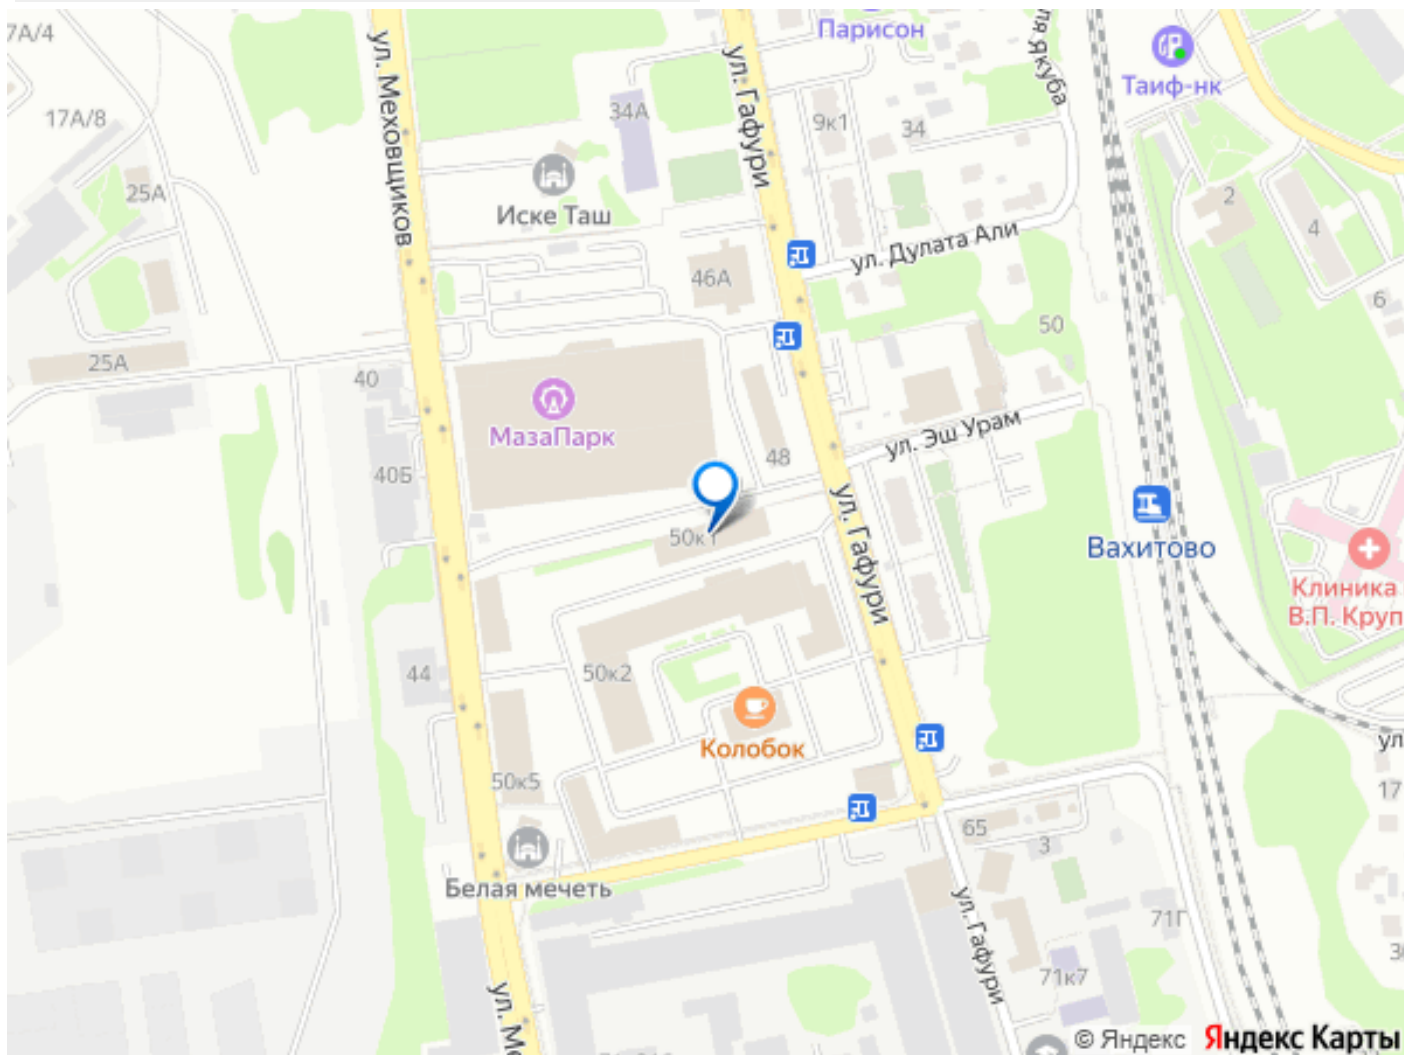 7А/4
ул. Меховщиков
17А/8
25А
25А
34А
Иске Таш
ул. Гафури
Парисон
ля Якуба
Таиф-нк
9к1
34
2
4
6
ул. Дулата Али
46А
50
40
МазаПарк
40Б
48
ул. Эш Урам
50к1
ул. Гафури
Вахитово
Клиника
В.П. Круп
44
50к2
Колобок
50к5
ул
17
65
3
Белая мечеть
71Г
ул. Гафури
71к7
3
ул. Ме
© Яндекс
Яндекс Карты